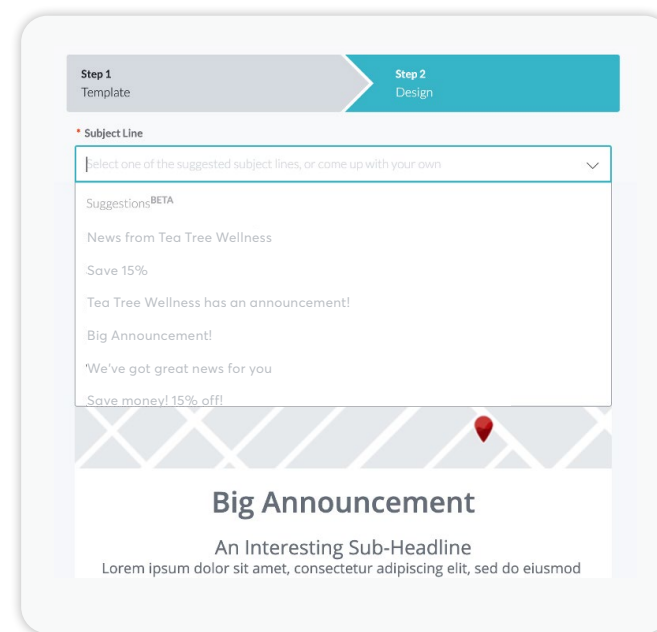 Step 1
Template
Step 2
Design
* Subject Line
Select one of the suggested subject lines, or come up with your own
Suggestions BETA
News from Tea Tree Wellness
Save 15%
Tea Tree Wellness has an announcement!
Big Announcement!
'We've got great news for you
Save money! 15% off!
Big Announcement
An Interesting Sub-Headline
Lorem ipsum dolor sit amet, consectetur adipiscing elit, sed do eiusmod